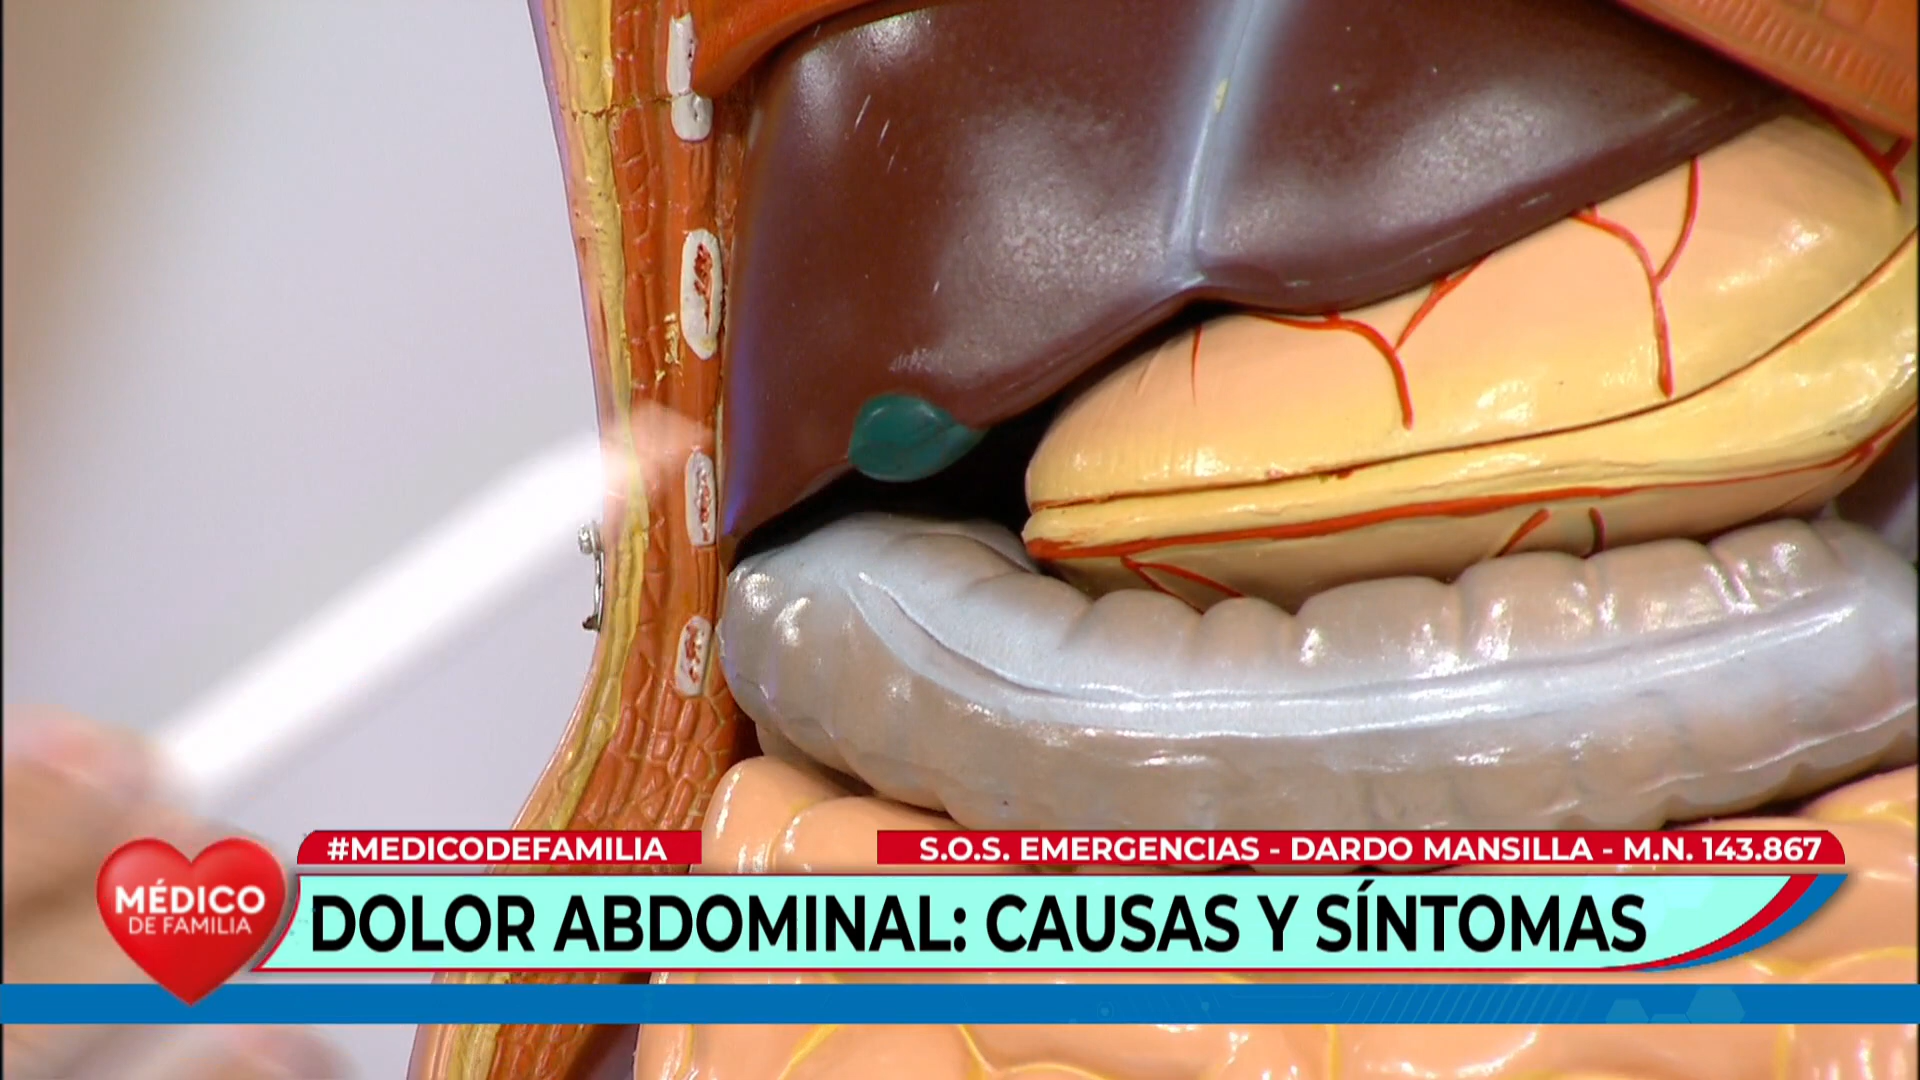 #MEDICODEFAMILIA
S.O.S. EMERGENCIAS - DARDO MANSILLA - M.N. 143.867
MÉDICO
DE FAMILIA
DOLOR ABDOMINAL: CAUSAS Y SÍNTOMAS